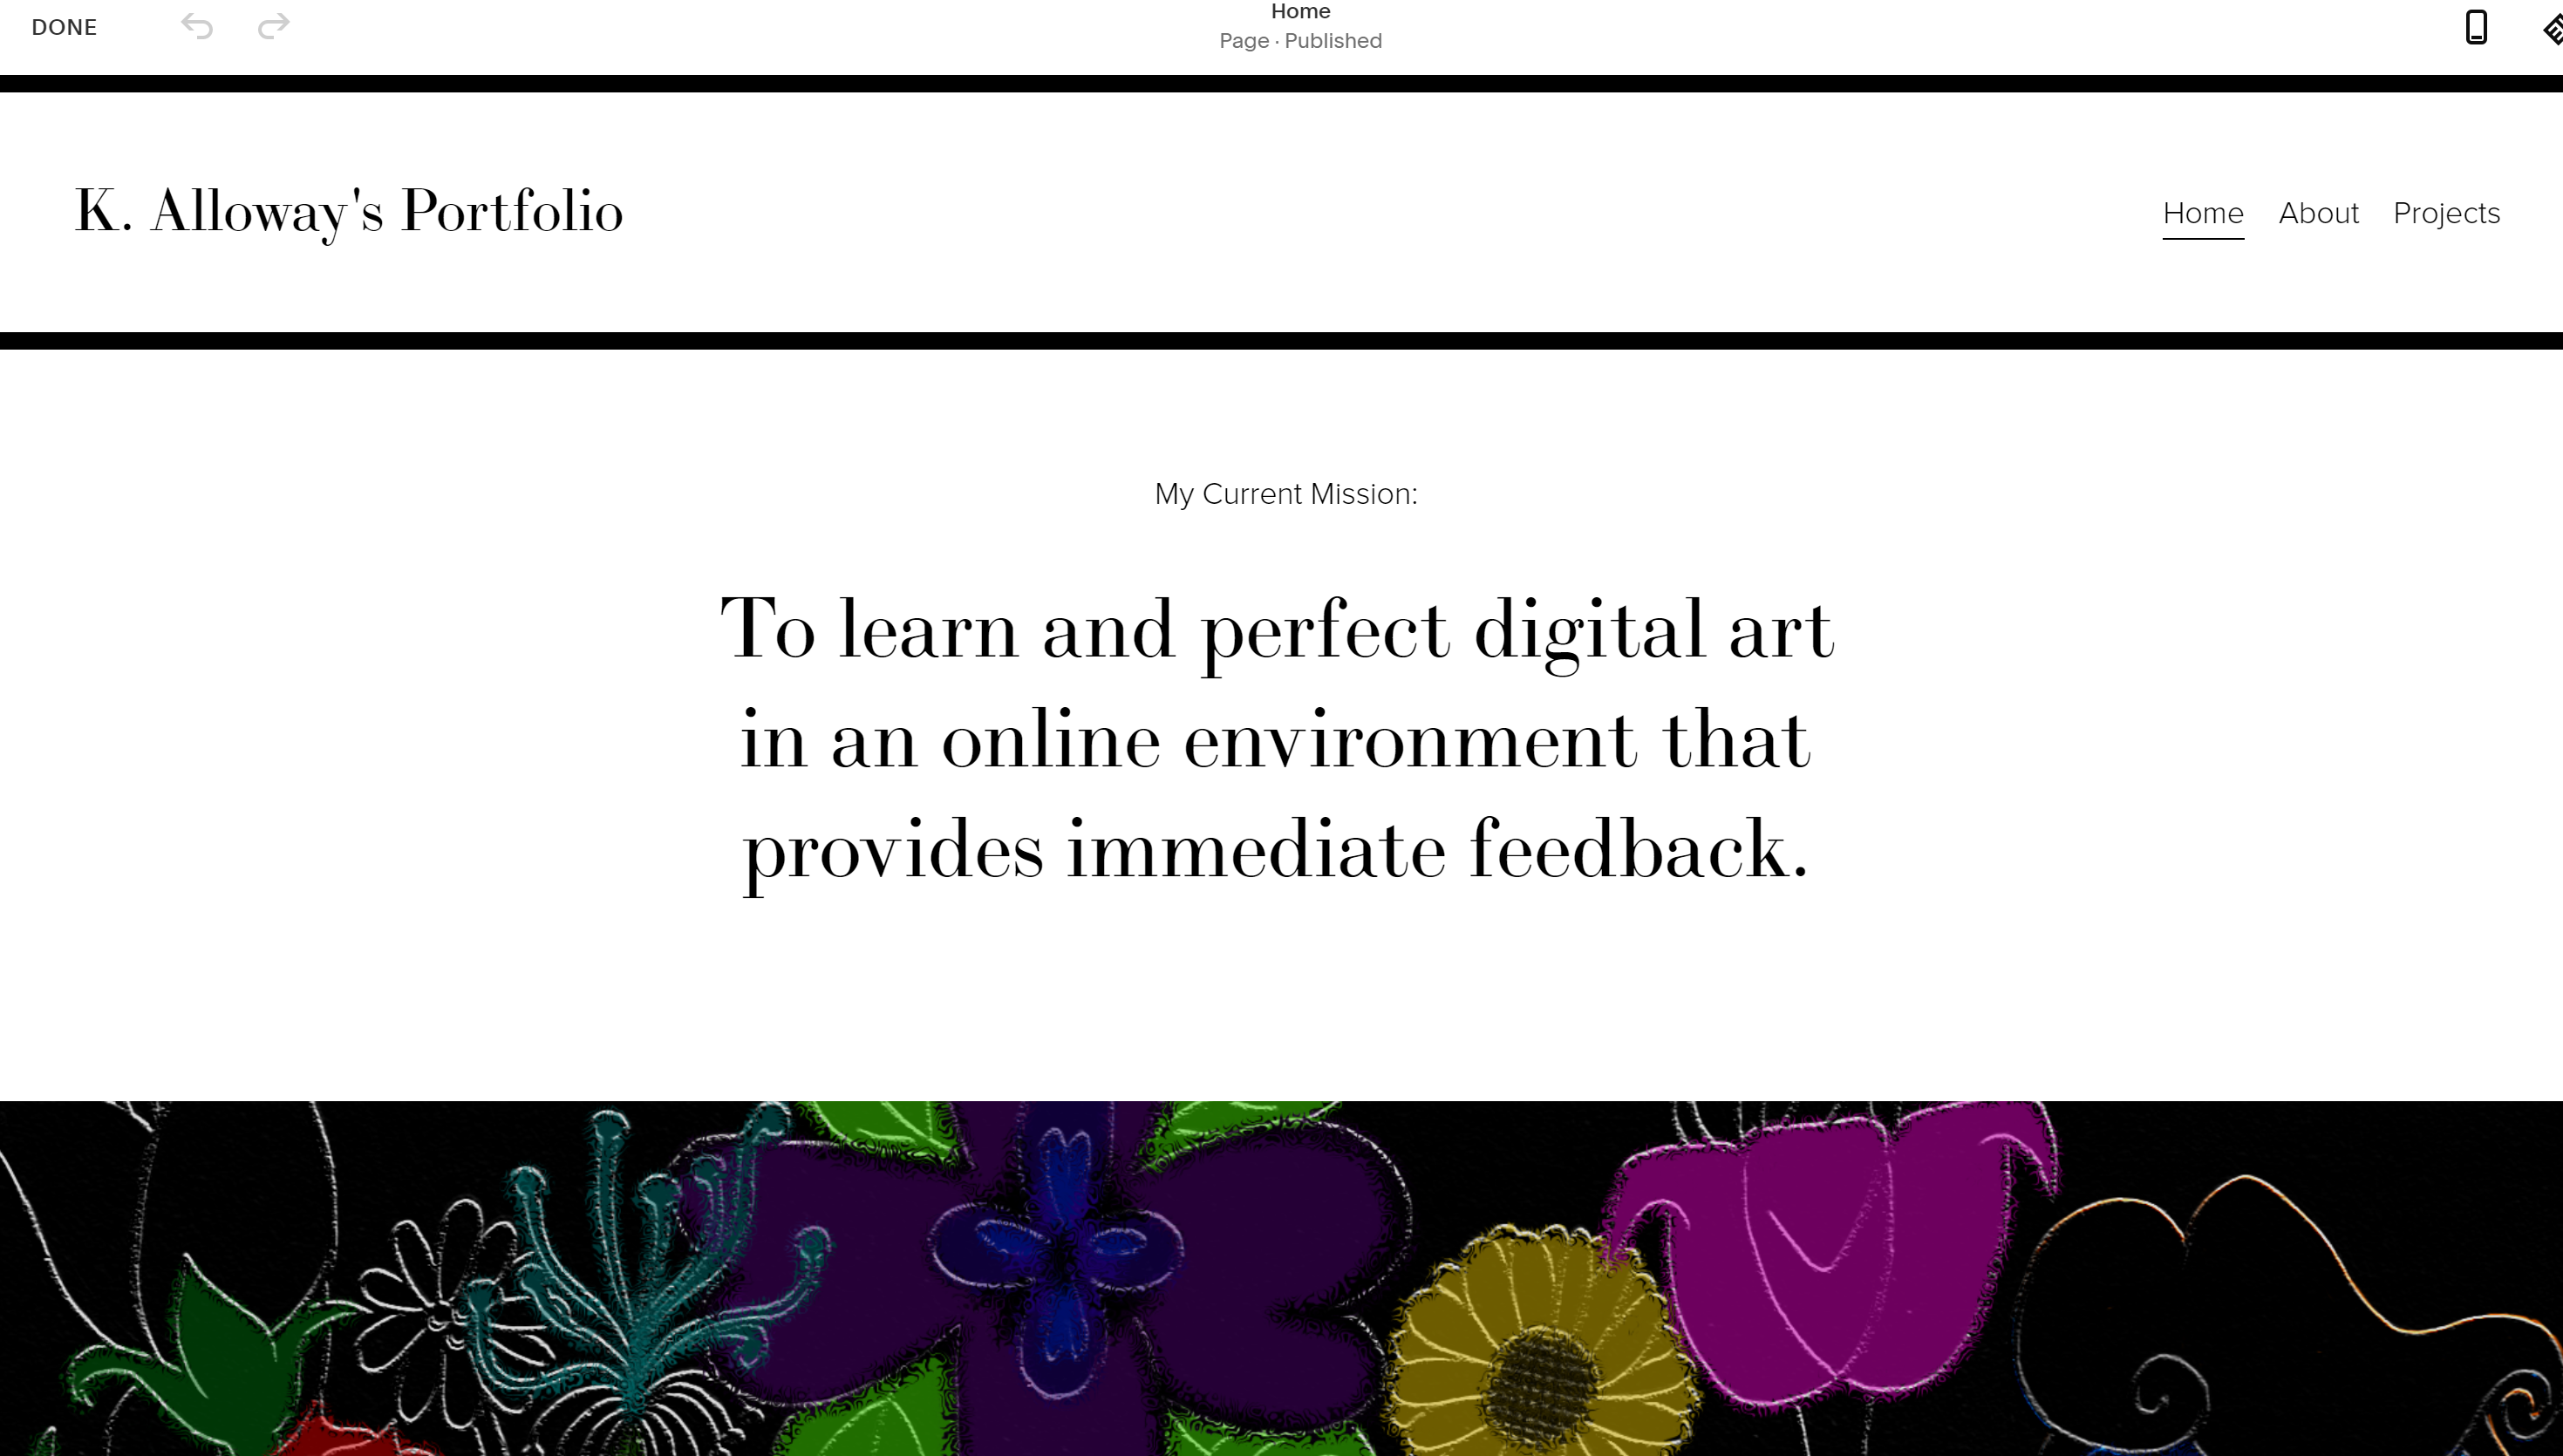 DONE
Home
Page · Published
K. Alloway's Portfolio
Home About Projects
My Current Mission:
To learn and perfect digital art
in an online environment that
provides immediate feedback.